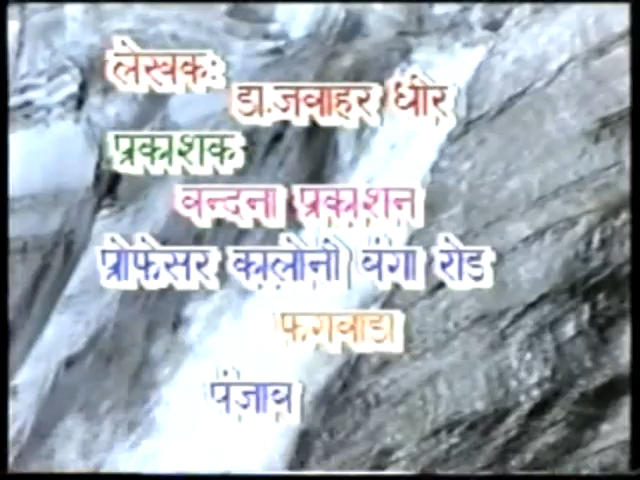 लेखक:
डा.जवाहर धीर
प्रकाशक
वन्दना प्रकाशन
प्रोफेसर कालोनी बंगा रोड
फगवाडा
पंजाब